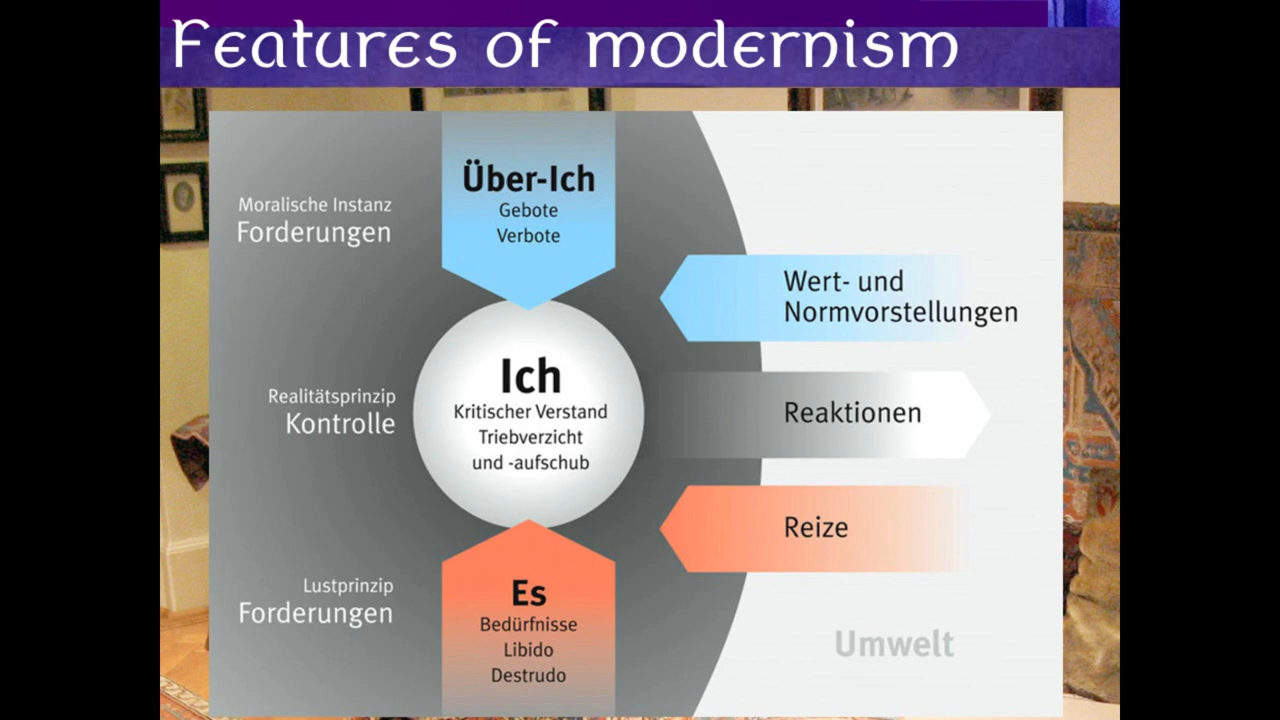 Features of modernism
Über-Ich
Gebote
Verbote
Moralische Instanz
Forderungen
Wert- und
Normvorstellungen
Ich
Kritischer Verstand
Triebverzicht
und -aufschub
Realitätsprinzip
Kontrolle
Reaktionen
Reize
Es
Bedürfnisse
Libido
Destrudo
Lustprinzip
Forderungen
Umwelt